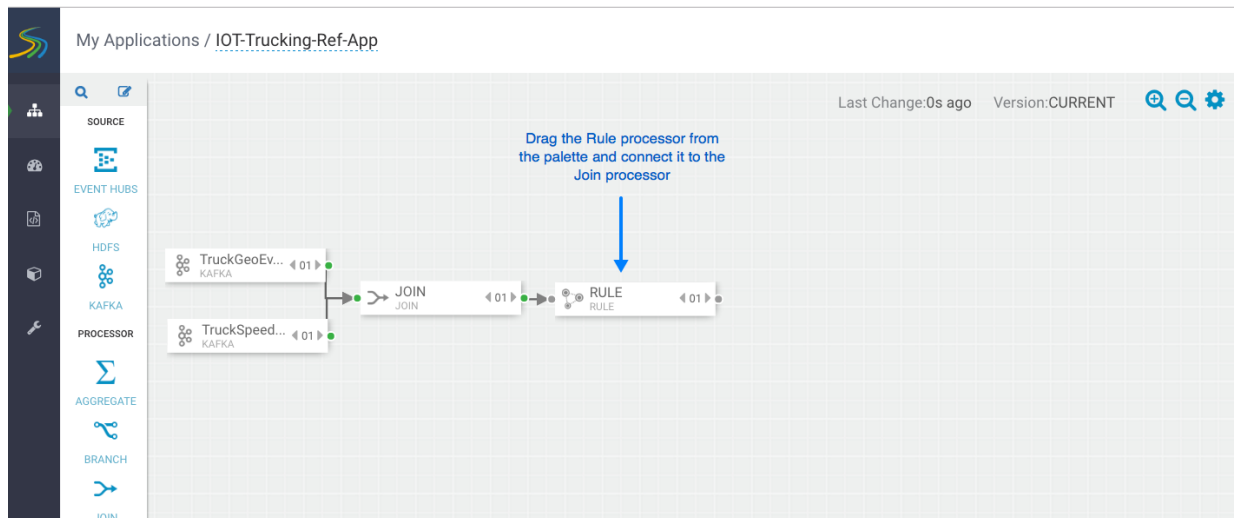 My Applications / IOT-Trucking-Ref-App
Last Change:0s ago Version:CURRENT
SOURCE
EVENT HUBS
HDFS
KAFKA
PROCESSOR
AGGREGATE
BRANCH
JOIN
Drag the Rule processor from
the palette and connect it to the
Join processor
TruckGeoEv... 01
KAFKA
TruckSpeed... 01
KAFKA
JOIN 01
JOIN
RULE 01
RULE